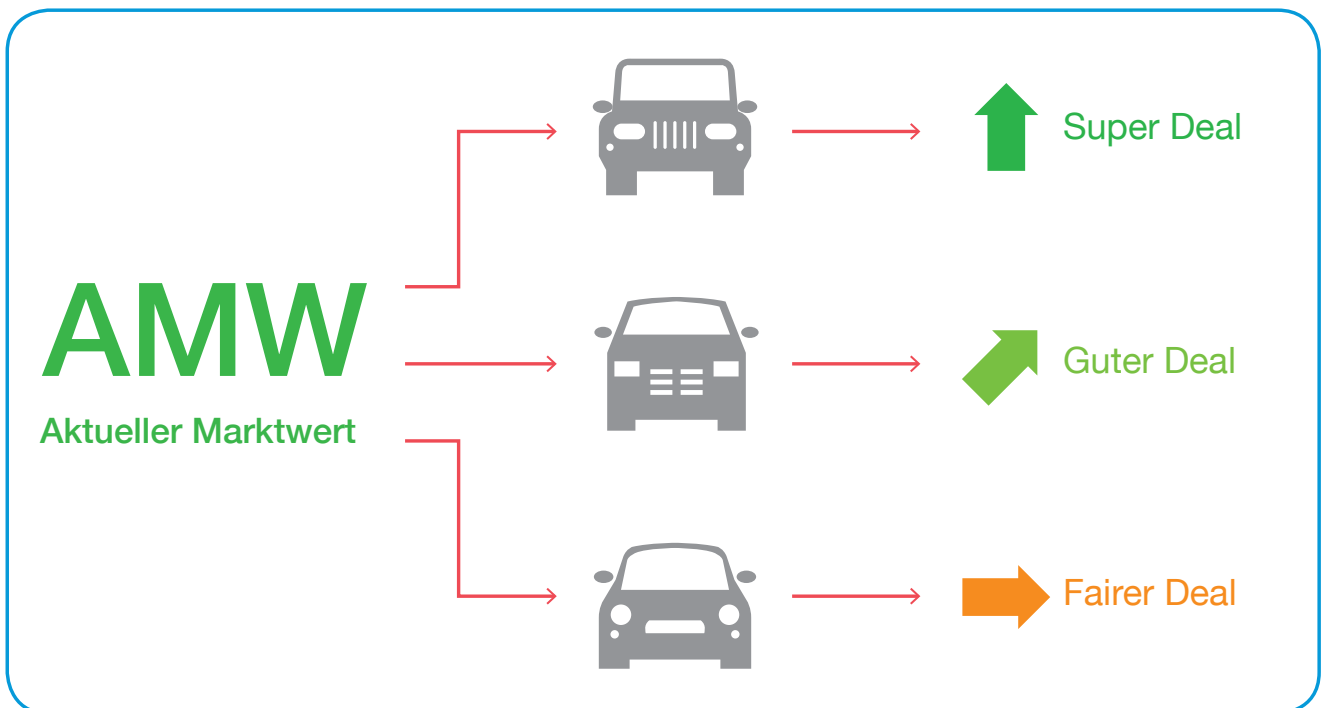 AMW
Aktueller Marktwert
Super Deal
Guter Deal
Fairer Deal